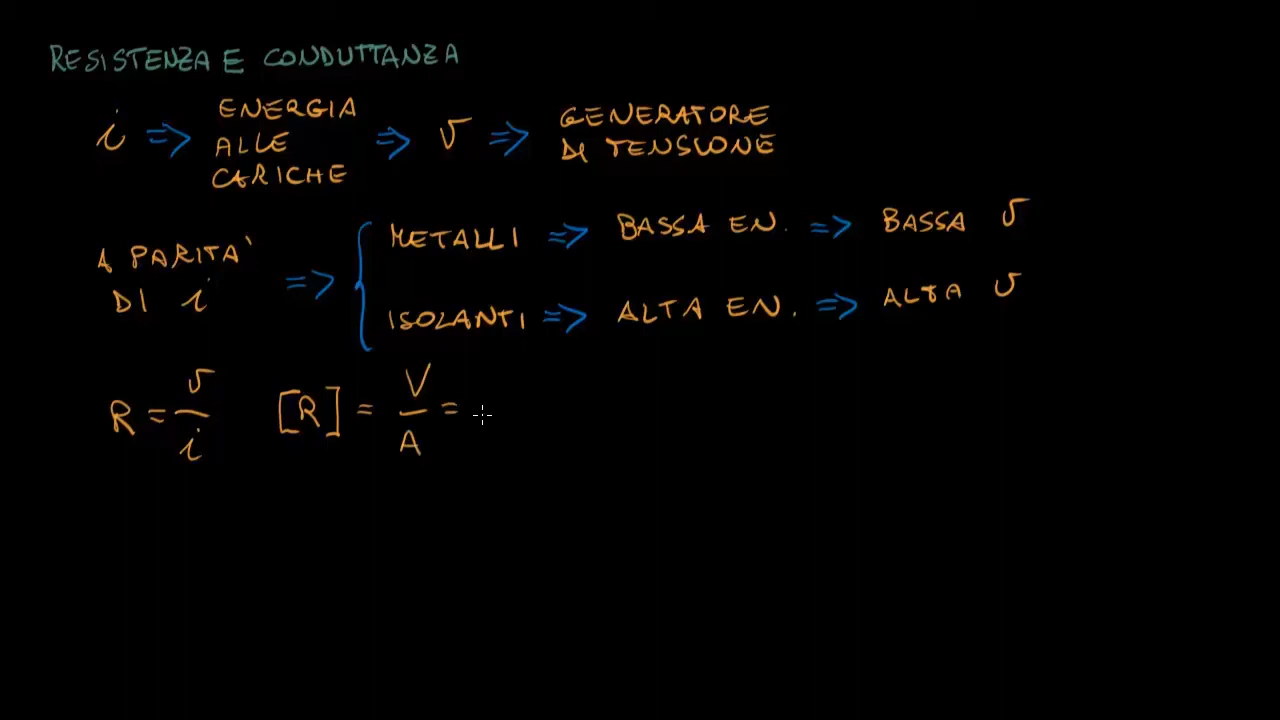 RESISTENZA E CONDUTTANZA
i => ENERGIA ALLE CARICHE => v => GENERATORE DI TENSIONE
A PARITA' DI i => { METALLI => BASSA EN. => BASSA v
ISOLANTI => ALTA EN. => ALTA v
R = v/i [R] = V/A =